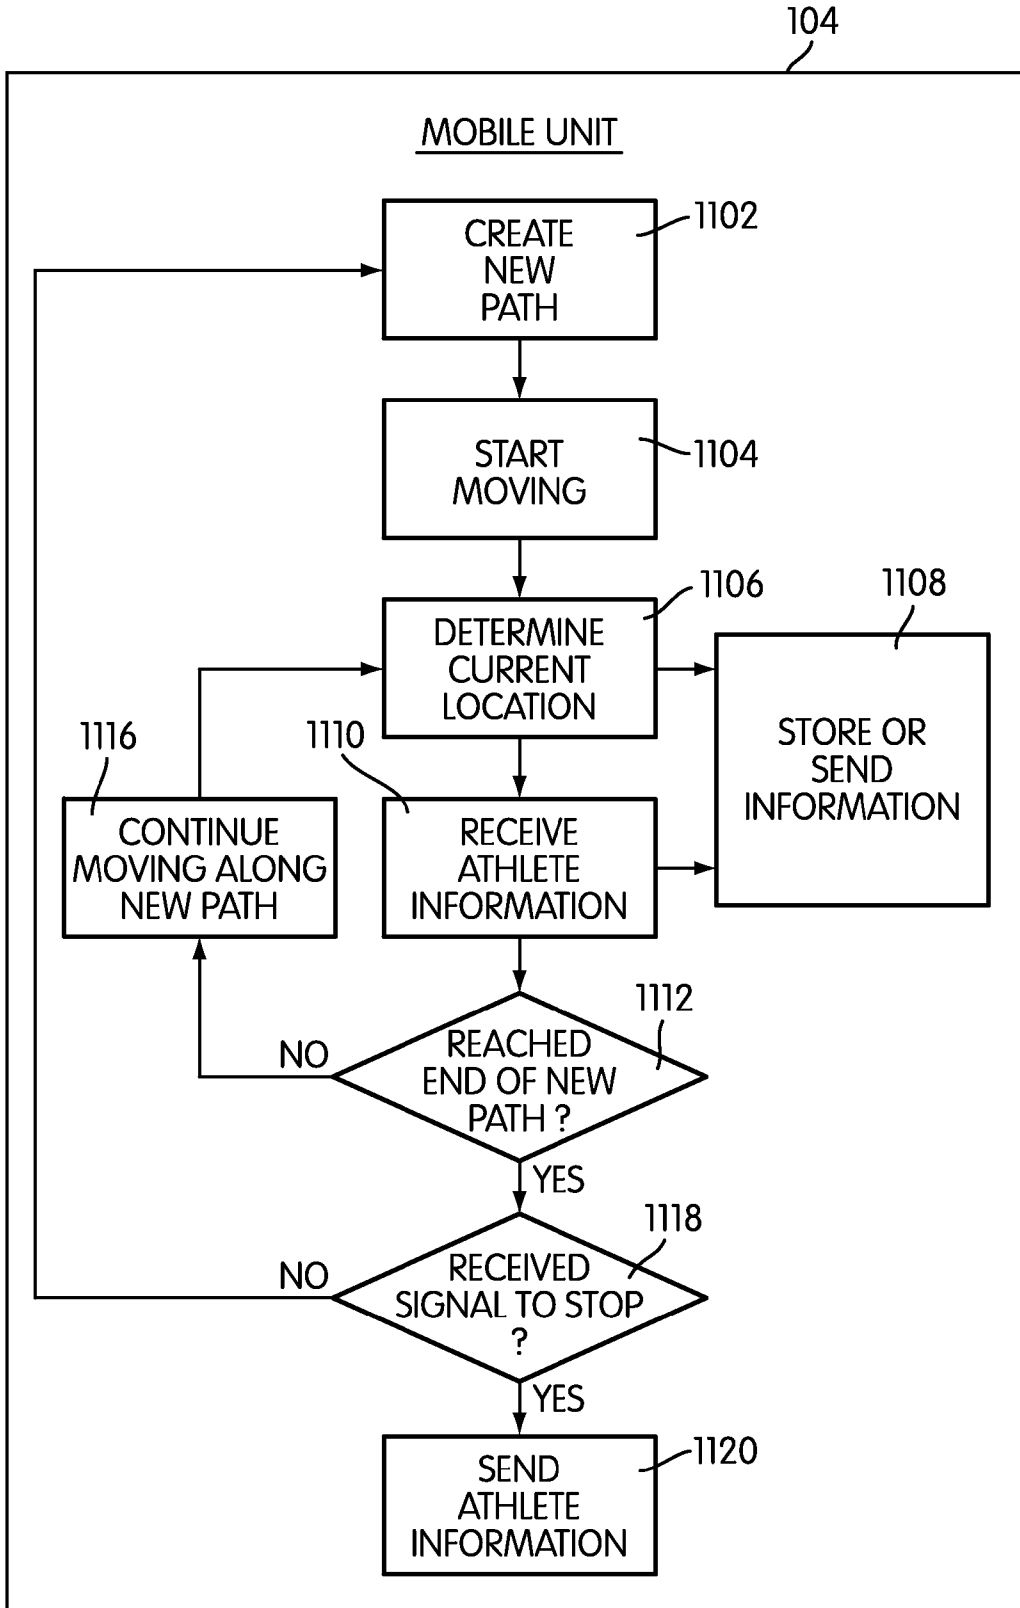 104
MOBILE UNIT
1102
CREATE
NEW
PATH
1104
START
MOVING
1106
DETERMINE
CURRENT
LOCATION
1108
STORE OR
SEND
INFORMATION
1116
CONTINUE
MOVING ALONG
NEW PATH
1110
RECEIVE
ATHLETE
INFORMATION
1112
REACHED
END OF NEW
PATH ?
NO
YES
1118
RECEIVED
SIGNAL TO STOP
?
NO
YES
1120
SEND
ATHLETE
INFORMATION